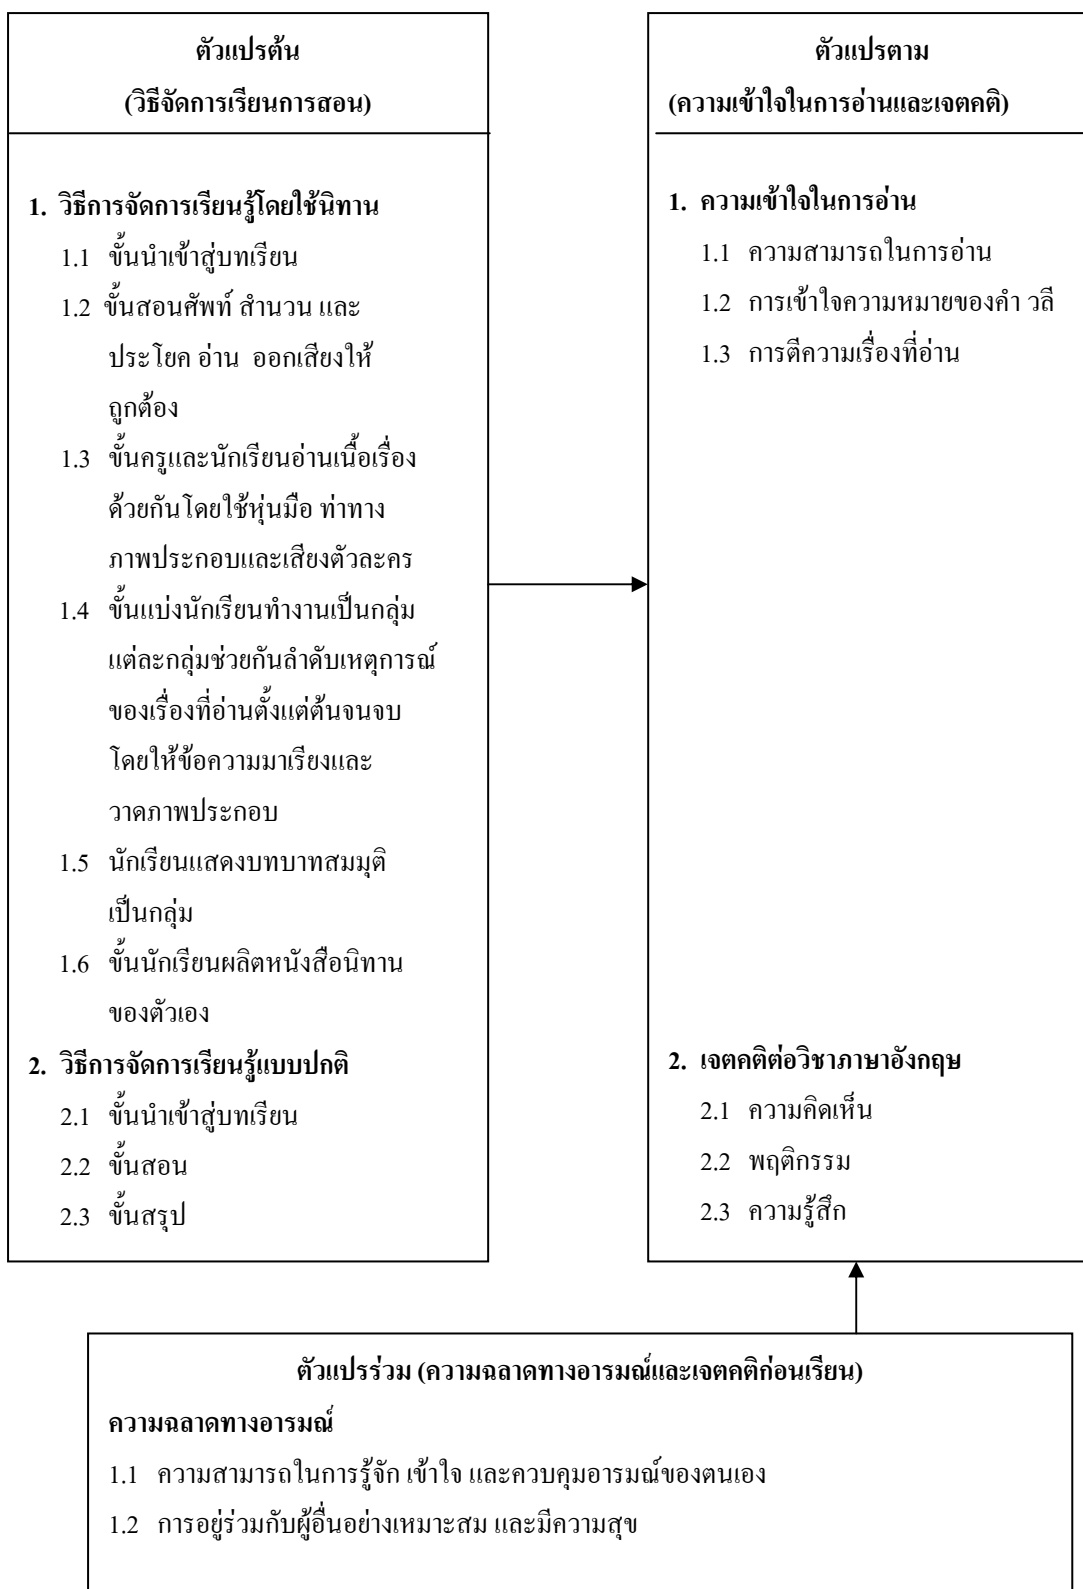 ตัวแปรต้น
(วิธีจัดการเรียนการสอน)
1. วิธีการจัดการเรียนรู้โดยใช้นิทาน
1.1 ขั้นนำเข้าสู่บทเรียน
1.2 ขั้นสอนศัพท์ สำนวน และ
ประโยค อ่าน ออกเสียงให้
ถูกต้อง
1.3 ขั้นครูและนักเรียนอ่านเนื้อเรื่อง
ด้วยกันโดยใช้หุ่นมือ ท่าทาง
ภาพประกอบและเสียงตัวละคร
1.4 ขั้นแบ่งนักเรียนทำงานเป็นกลุ่ม
แต่ละกลุ่มช่วยกันลำดับเหตุการณ์
ของเรื่องที่อ่านตั้งแต่ต้นจนจบ
โดยให้ข้อความมาเรียงและ
วาดภาพประกอบ
1.5 นักเรียนแสดงบทบาทสมมุติ
เป็นกลุ่ม
1.6 ขั้นนักเรียนผลิตหนังสือนิทาน
ของตัวเอง
2. วิธีการจัดการเรียนรู้แบบปกติ
2.1 ขั้นนำเข้าสู่บทเรียน
2.2 ขั้นสอน
2.3 ขั้นสรุป
ตัวแปรตาม
(ความเข้าใจในการอ่านและเจตคติ)
1. ความเข้าใจในการอ่าน
1.1 ความสามารถในการอ่าน
1.2 การเข้าใจความหมายของคำ วลี
1.3 การตีความเรื่องที่อ่าน
2. เจตคติต่อวิชาภาษาอังกฤษ
2.1 ความคิดเห็น
2.2 พฤติกรรม
2.3 ความรู้สึก
ตัวแปรร่วม (ความฉลาดทางอารมณ์และเจตคติก่อนเรียน)
ความฉลาดทางอารมณ์
1.1 ความสามารถในการรู้จัก เข้าใจ และควบคุมอารมณ์ของตนเอง
1.2 การอยู่ร่วมกับผู้อื่นอย่างเหมาะสม และมีความสุข